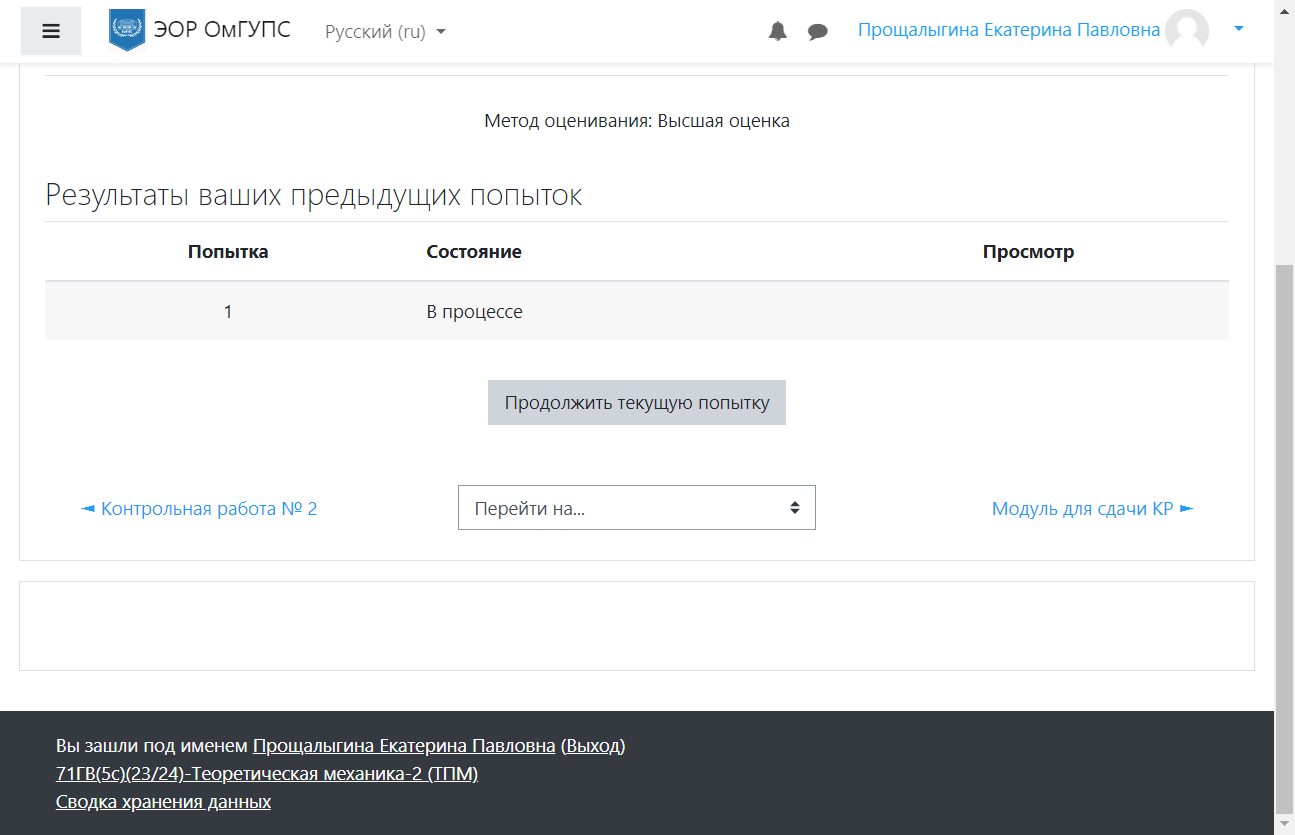 ЭОР ОмГУПС Русский (ru) Прощалыгина Екатерина Павловна
Метод оценивания: Высшая оценка
Результаты ваших предыдущих попыток
Попытка Состояние Просмотр
1 В процессе
Продолжить текущую попытку
◄ Контрольная работа № 2 Перейти на... Модуль для сдачи КР ►
Вы зашли под именем Прощалыгина Екатерина Павловна (Выход)
71ГВ(5с)(23/24)-Теоретическая механика-2 (ТПМ)
Сводка хранения данных